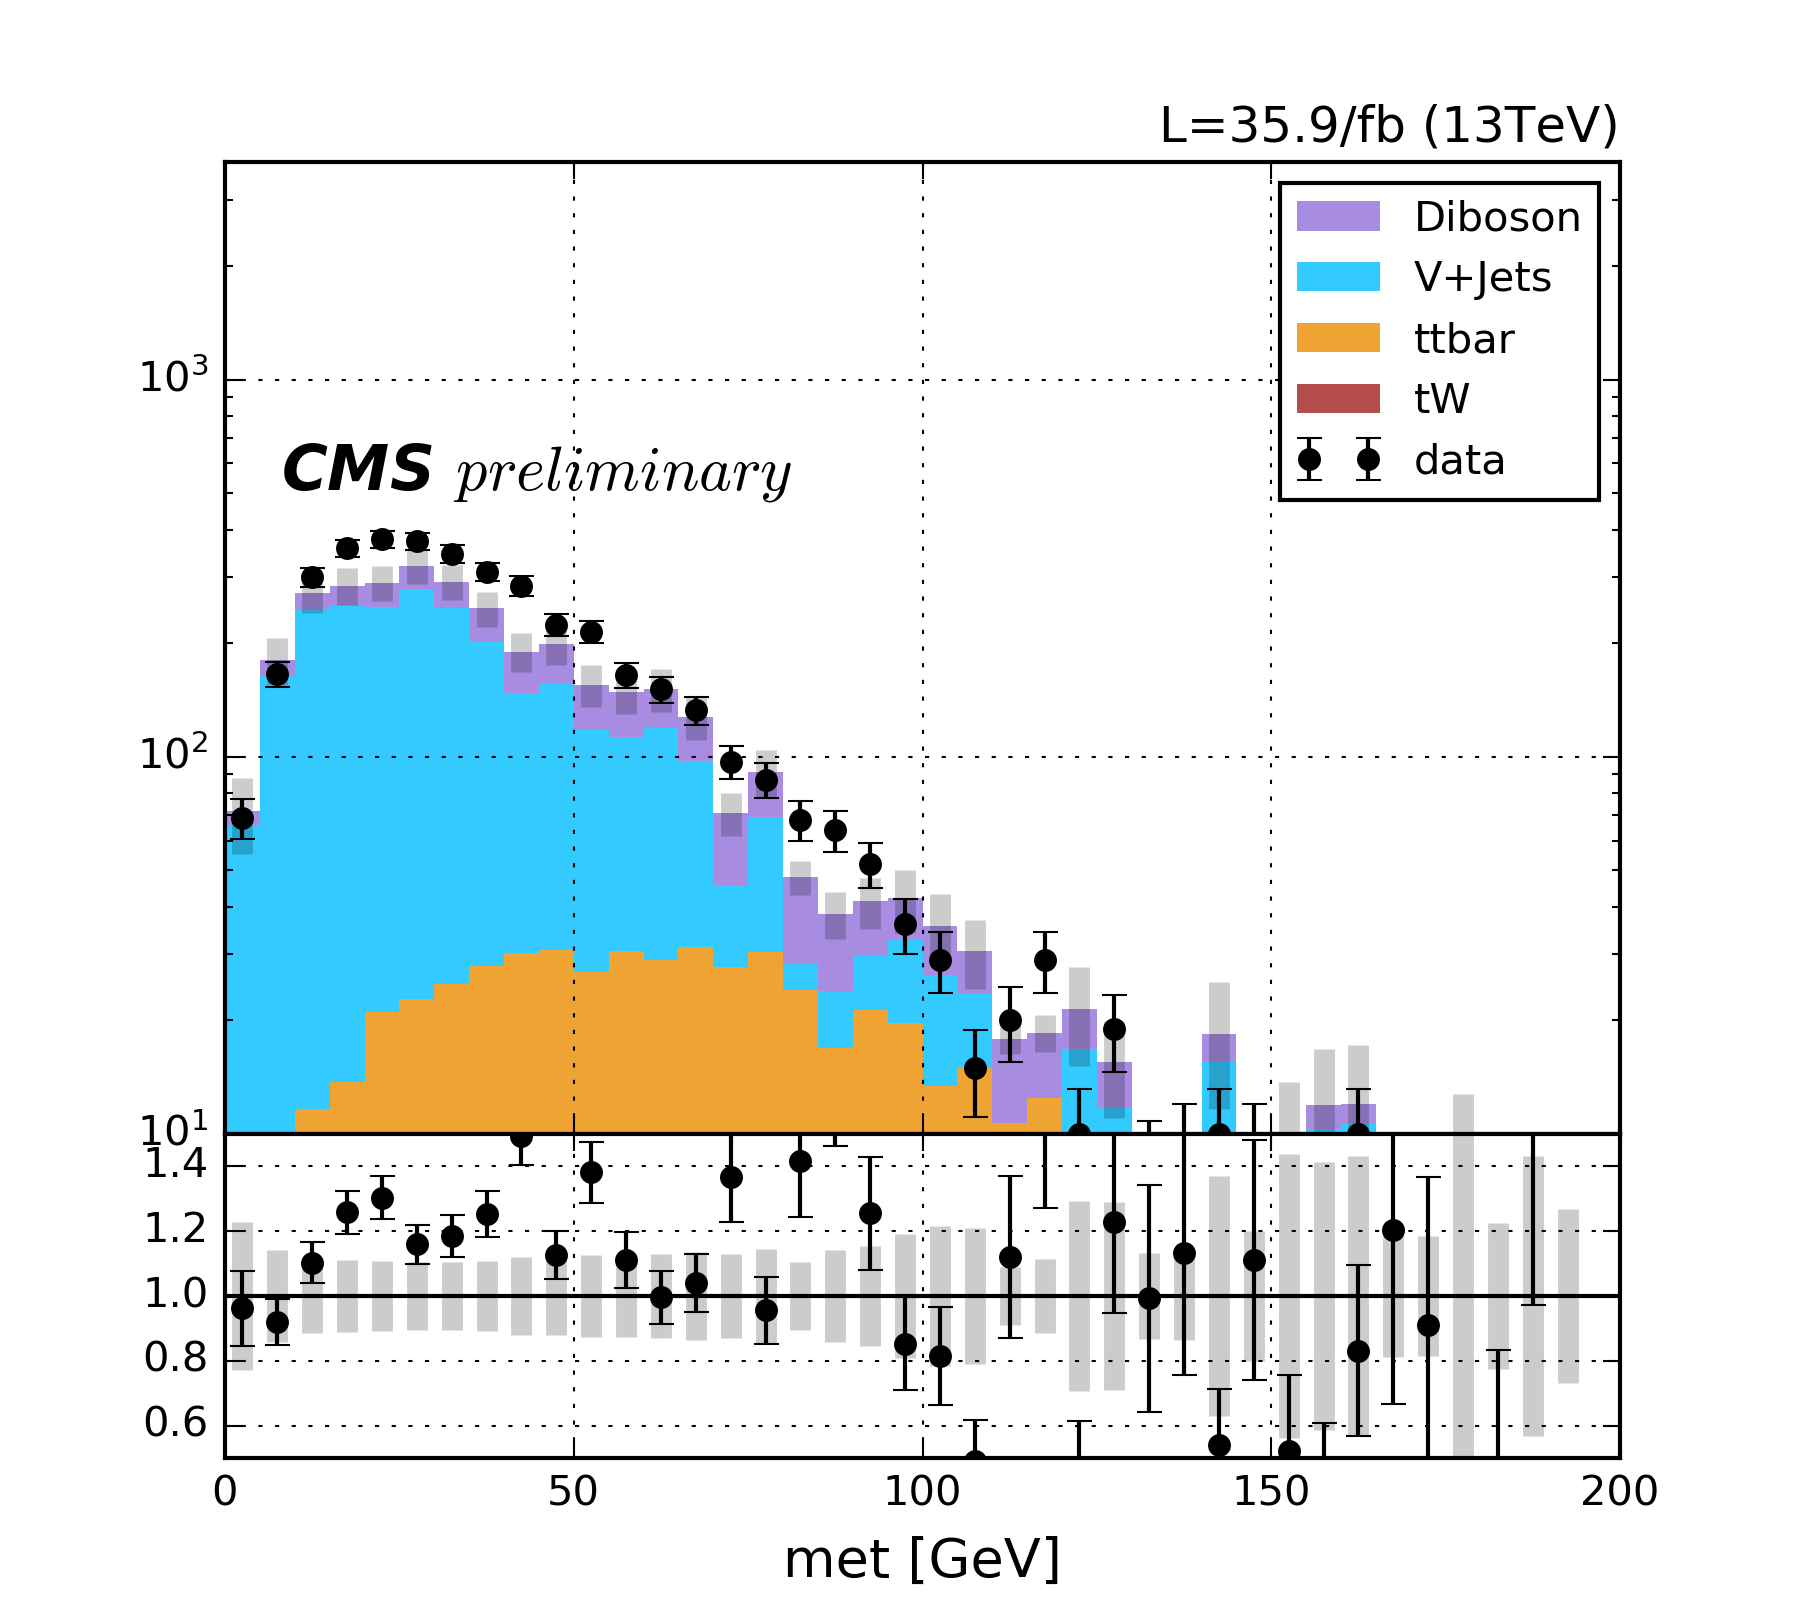 L=35.9/fb (13TeV)
Diboson
V+Jets
ttbar
tW
data
CMS preliminary
10³
10²
10¹
1.4
1.2
1.0
0.8
0.6
0 50 100 150 200
met [GeV]